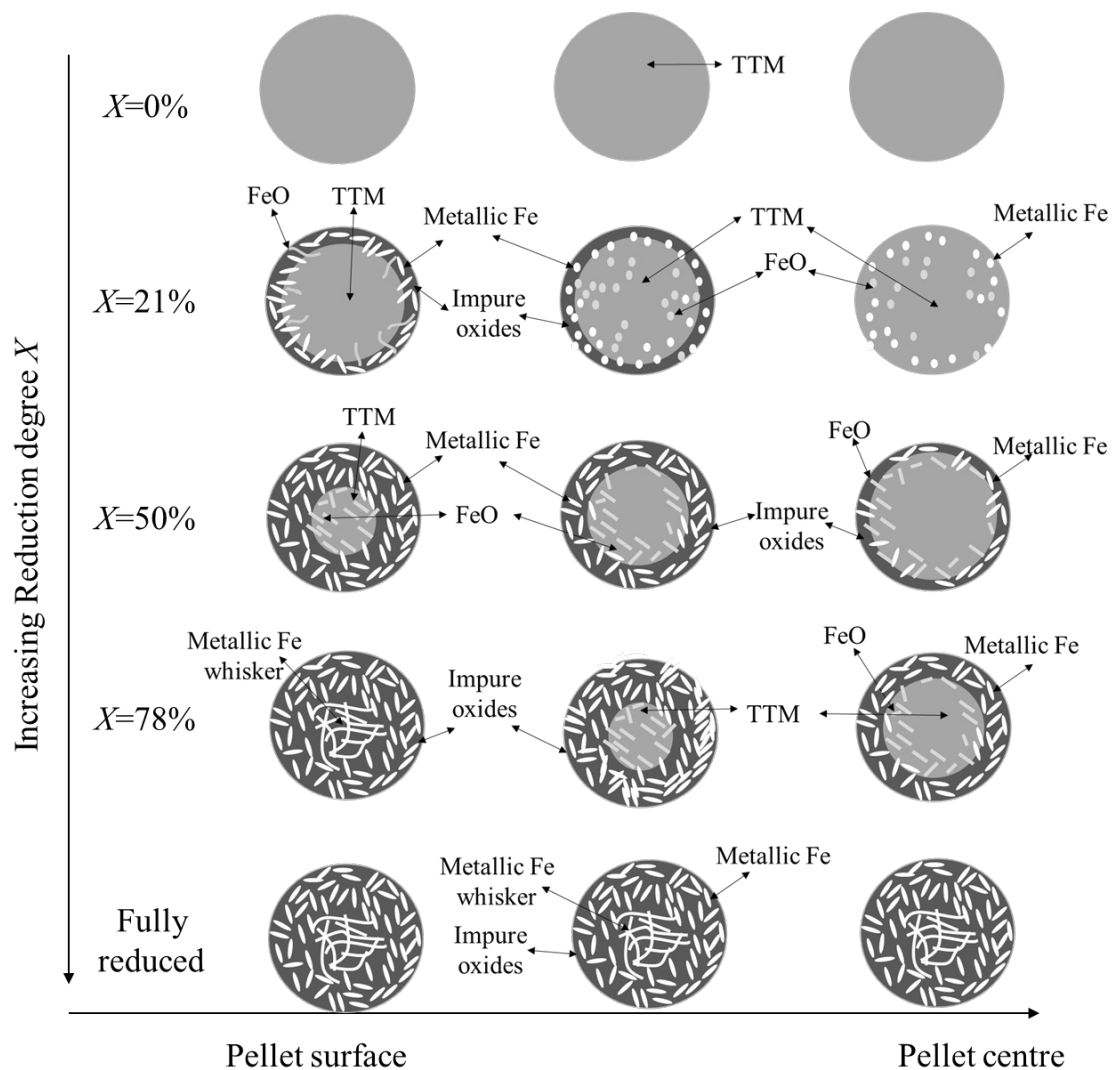 TTM
X=0%
FeO
TTM
Metallic Fe
TTM
Metallic Fe
FeO
X=21%
Impure
oxides
TTM
Metallic Fe
FeO
Metallic Fe
X=50%
FeO
Impure
oxides
Metallic Fe
whisker
FeO
Metallic Fe
Impure
oxides
X=78%
TTM
Metallic Fe
whisker
Metallic Fe
Fully
reduced
Impure
oxides
Increasing Reduction degree X
Pellet surface
Pellet centre